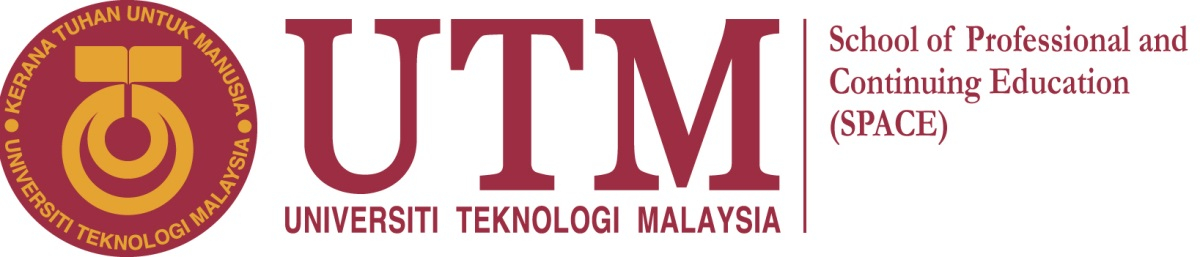 KERANA TUHAN UNTUK MANUSIA
UNIVERSITI TEKNOLOGI MALAYSIA
UTM
UNIVERSITI TEKNOLOGI MALAYSIA
School of Professional and
Continuing Education
(SPACE)